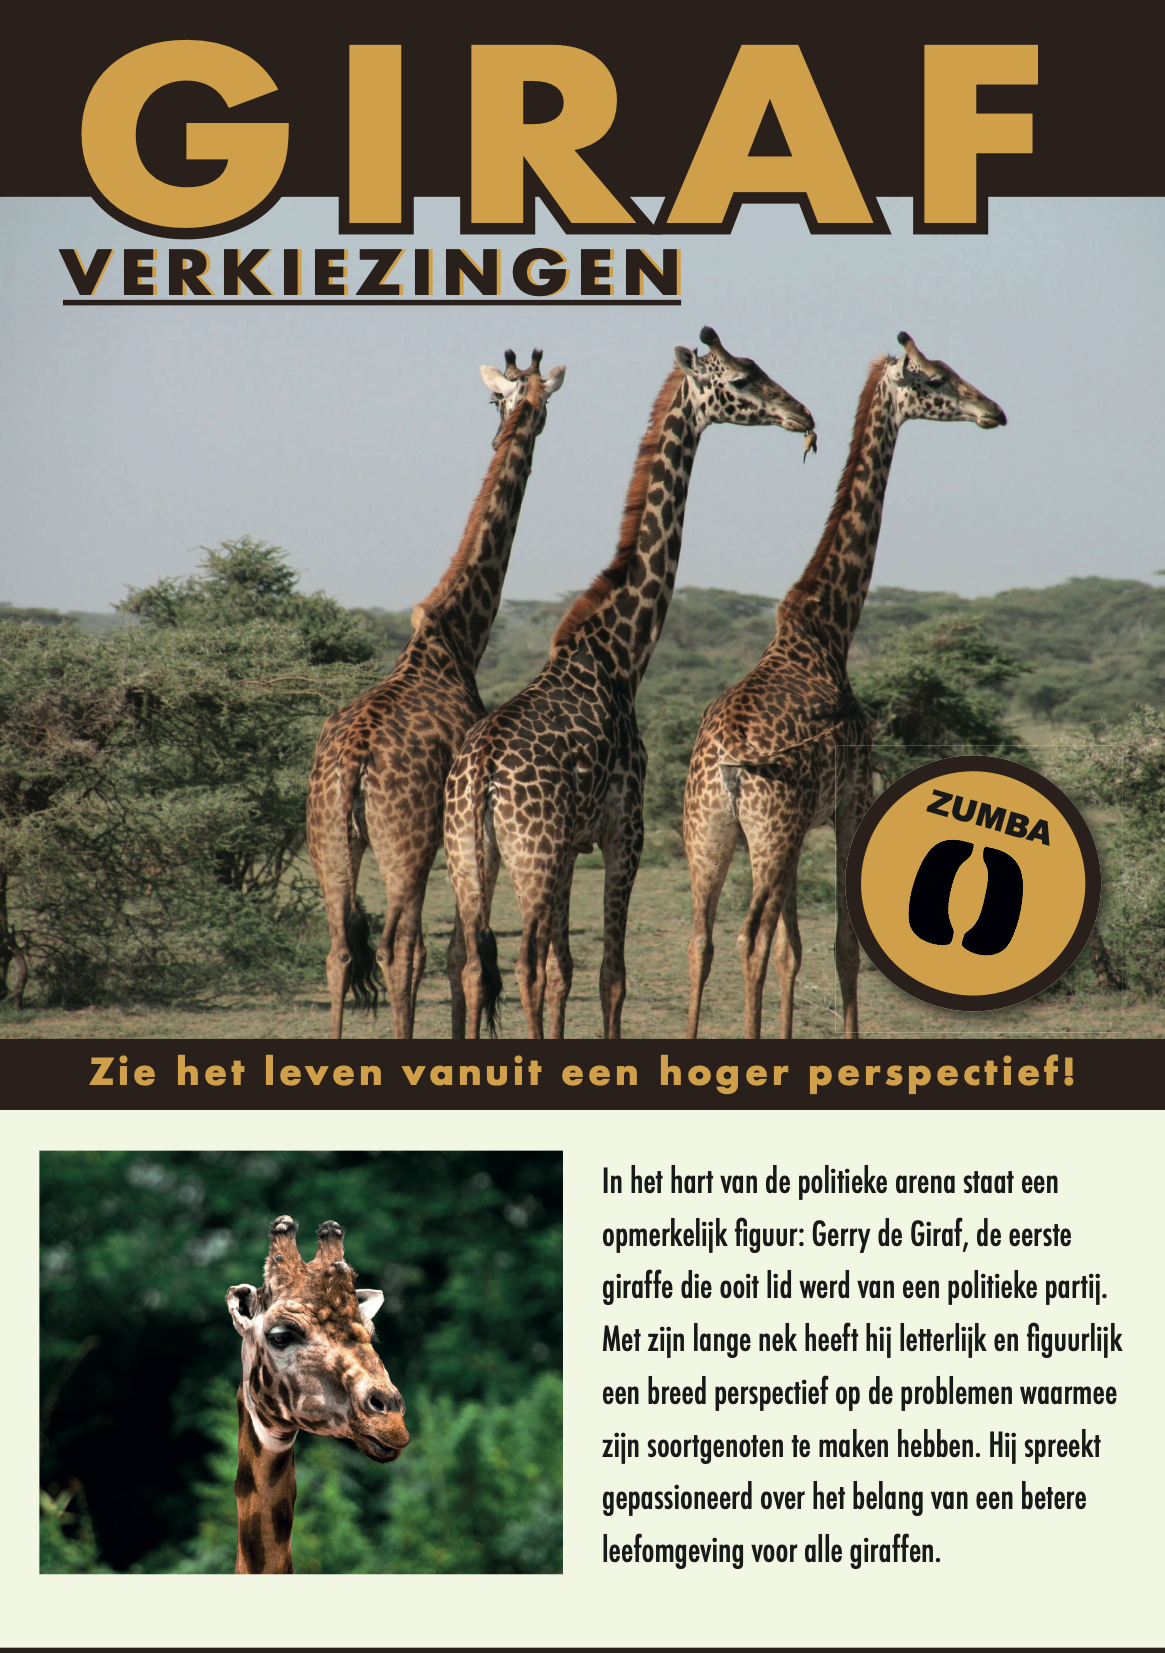 GIRAF
VERKIEZINGEN
ZUMBA
Zie het leven vanuit een hoger perspectief!
In het hart van de politieke arena staat een
opmerkelijk figuur: Gerry de Giraf, de eerste
giraffe die ooit lid werd van een politieke partij.
Met zijn lange nek heeft hij letterlijk en figuurlijk
een breed perspectief op de problemen waarmee
zijn soortgenoten te maken hebben. Hij spreekt
gepassioneerd over het belang van een betere
leefomgeving voor alle giraffen.